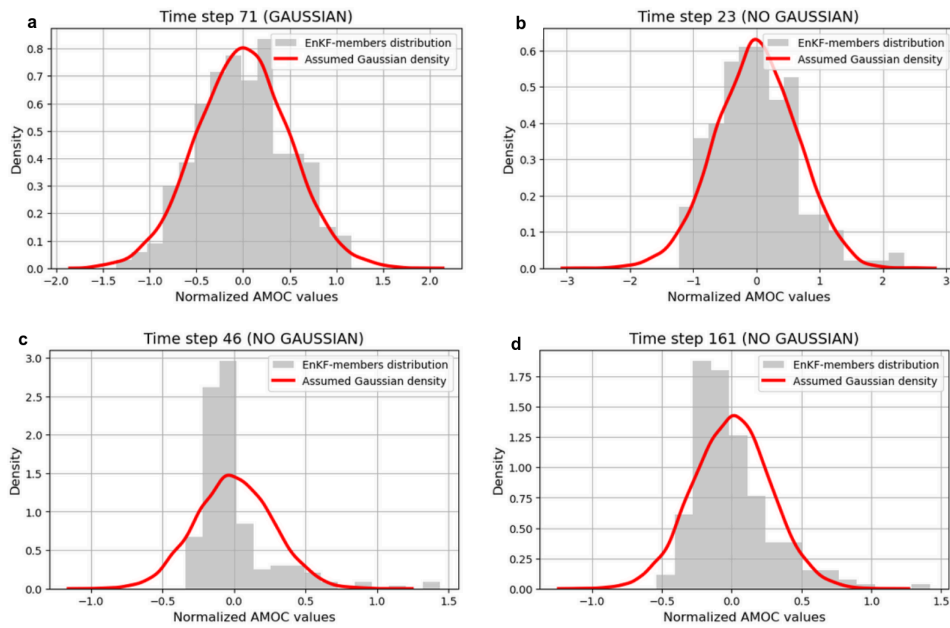 a
Time step 71 (GAUSSIAN)
EnKF-members distribution
Assumed Gaussian density
0.8
0.7
0.6
0.5
0.4
0.3
0.2
0.1
0.0
Density
−2.0 −1.5 −1.0 −0.5 0.0 0.5 1.0 1.5 2.0
Normalized AMOC values
b
Time step 23 (NO GAUSSIAN)
EnKF-members distribution
Assumed Gaussian density
0.6
0.5
0.4
0.3
0.2
0.1
0.0
Density
−3 −2 −1 0 1 2 3
Normalized AMOC values
c
Time step 46 (NO GAUSSIAN)
EnKF-members distribution
Assumed Gaussian density
3.0
2.5
2.0
1.5
1.0
0.5
0.0
Density
−1.0 −0.5 0.0 0.5 1.0 1.5
Normalized AMOC values
d
Time step 161 (NO GAUSSIAN)
EnKF-members distribution
Assumed Gaussian density
1.75
1.50
1.25
1.00
0.75
0.50
0.25
0.00
Density
−1.0 −0.5 0.0 0.5 1.0 1.5
Normalized AMOC values